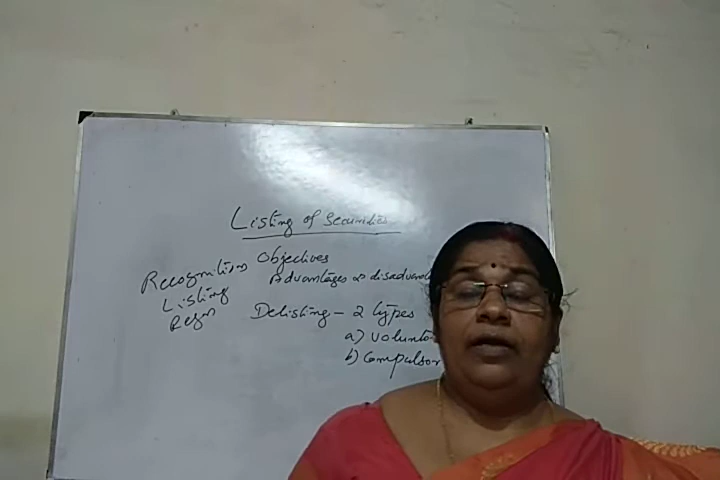 Listing of Securities
Objectives
Advantages & disadvan
Recognition
Listing
Regn
Delisting - 2 types
a) Volunta
b) Compulsor